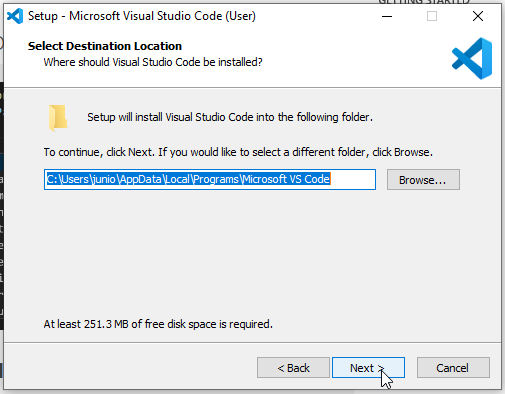 GETTING STARTED
Setup - Microsoft Visual Studio Code (User)
Select Destination Location
Where should Visual Studio Code be installed?
Setup will install Visual Studio Code into the following folder.
To continue, click Next. If you would like to select a different folder, click Browse.
C:\Users\junio\AppData\Local\Programs\Microsoft VS Code
Browse...
At least 251.3 MB of free disk space is required.
< Back
Next >
Cancel